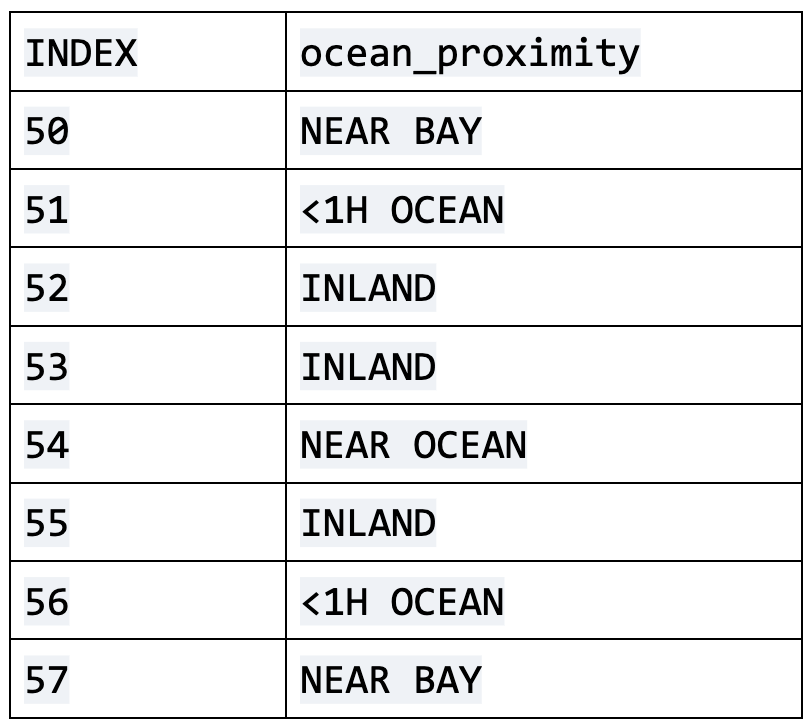 INDEX ocean_proximity
50 NEAR BAY
51 <1H OCEAN
52 INLAND
53 INLAND
54 NEAR OCEAN
55 INLAND
56 <1H OCEAN
57 NEAR BAY